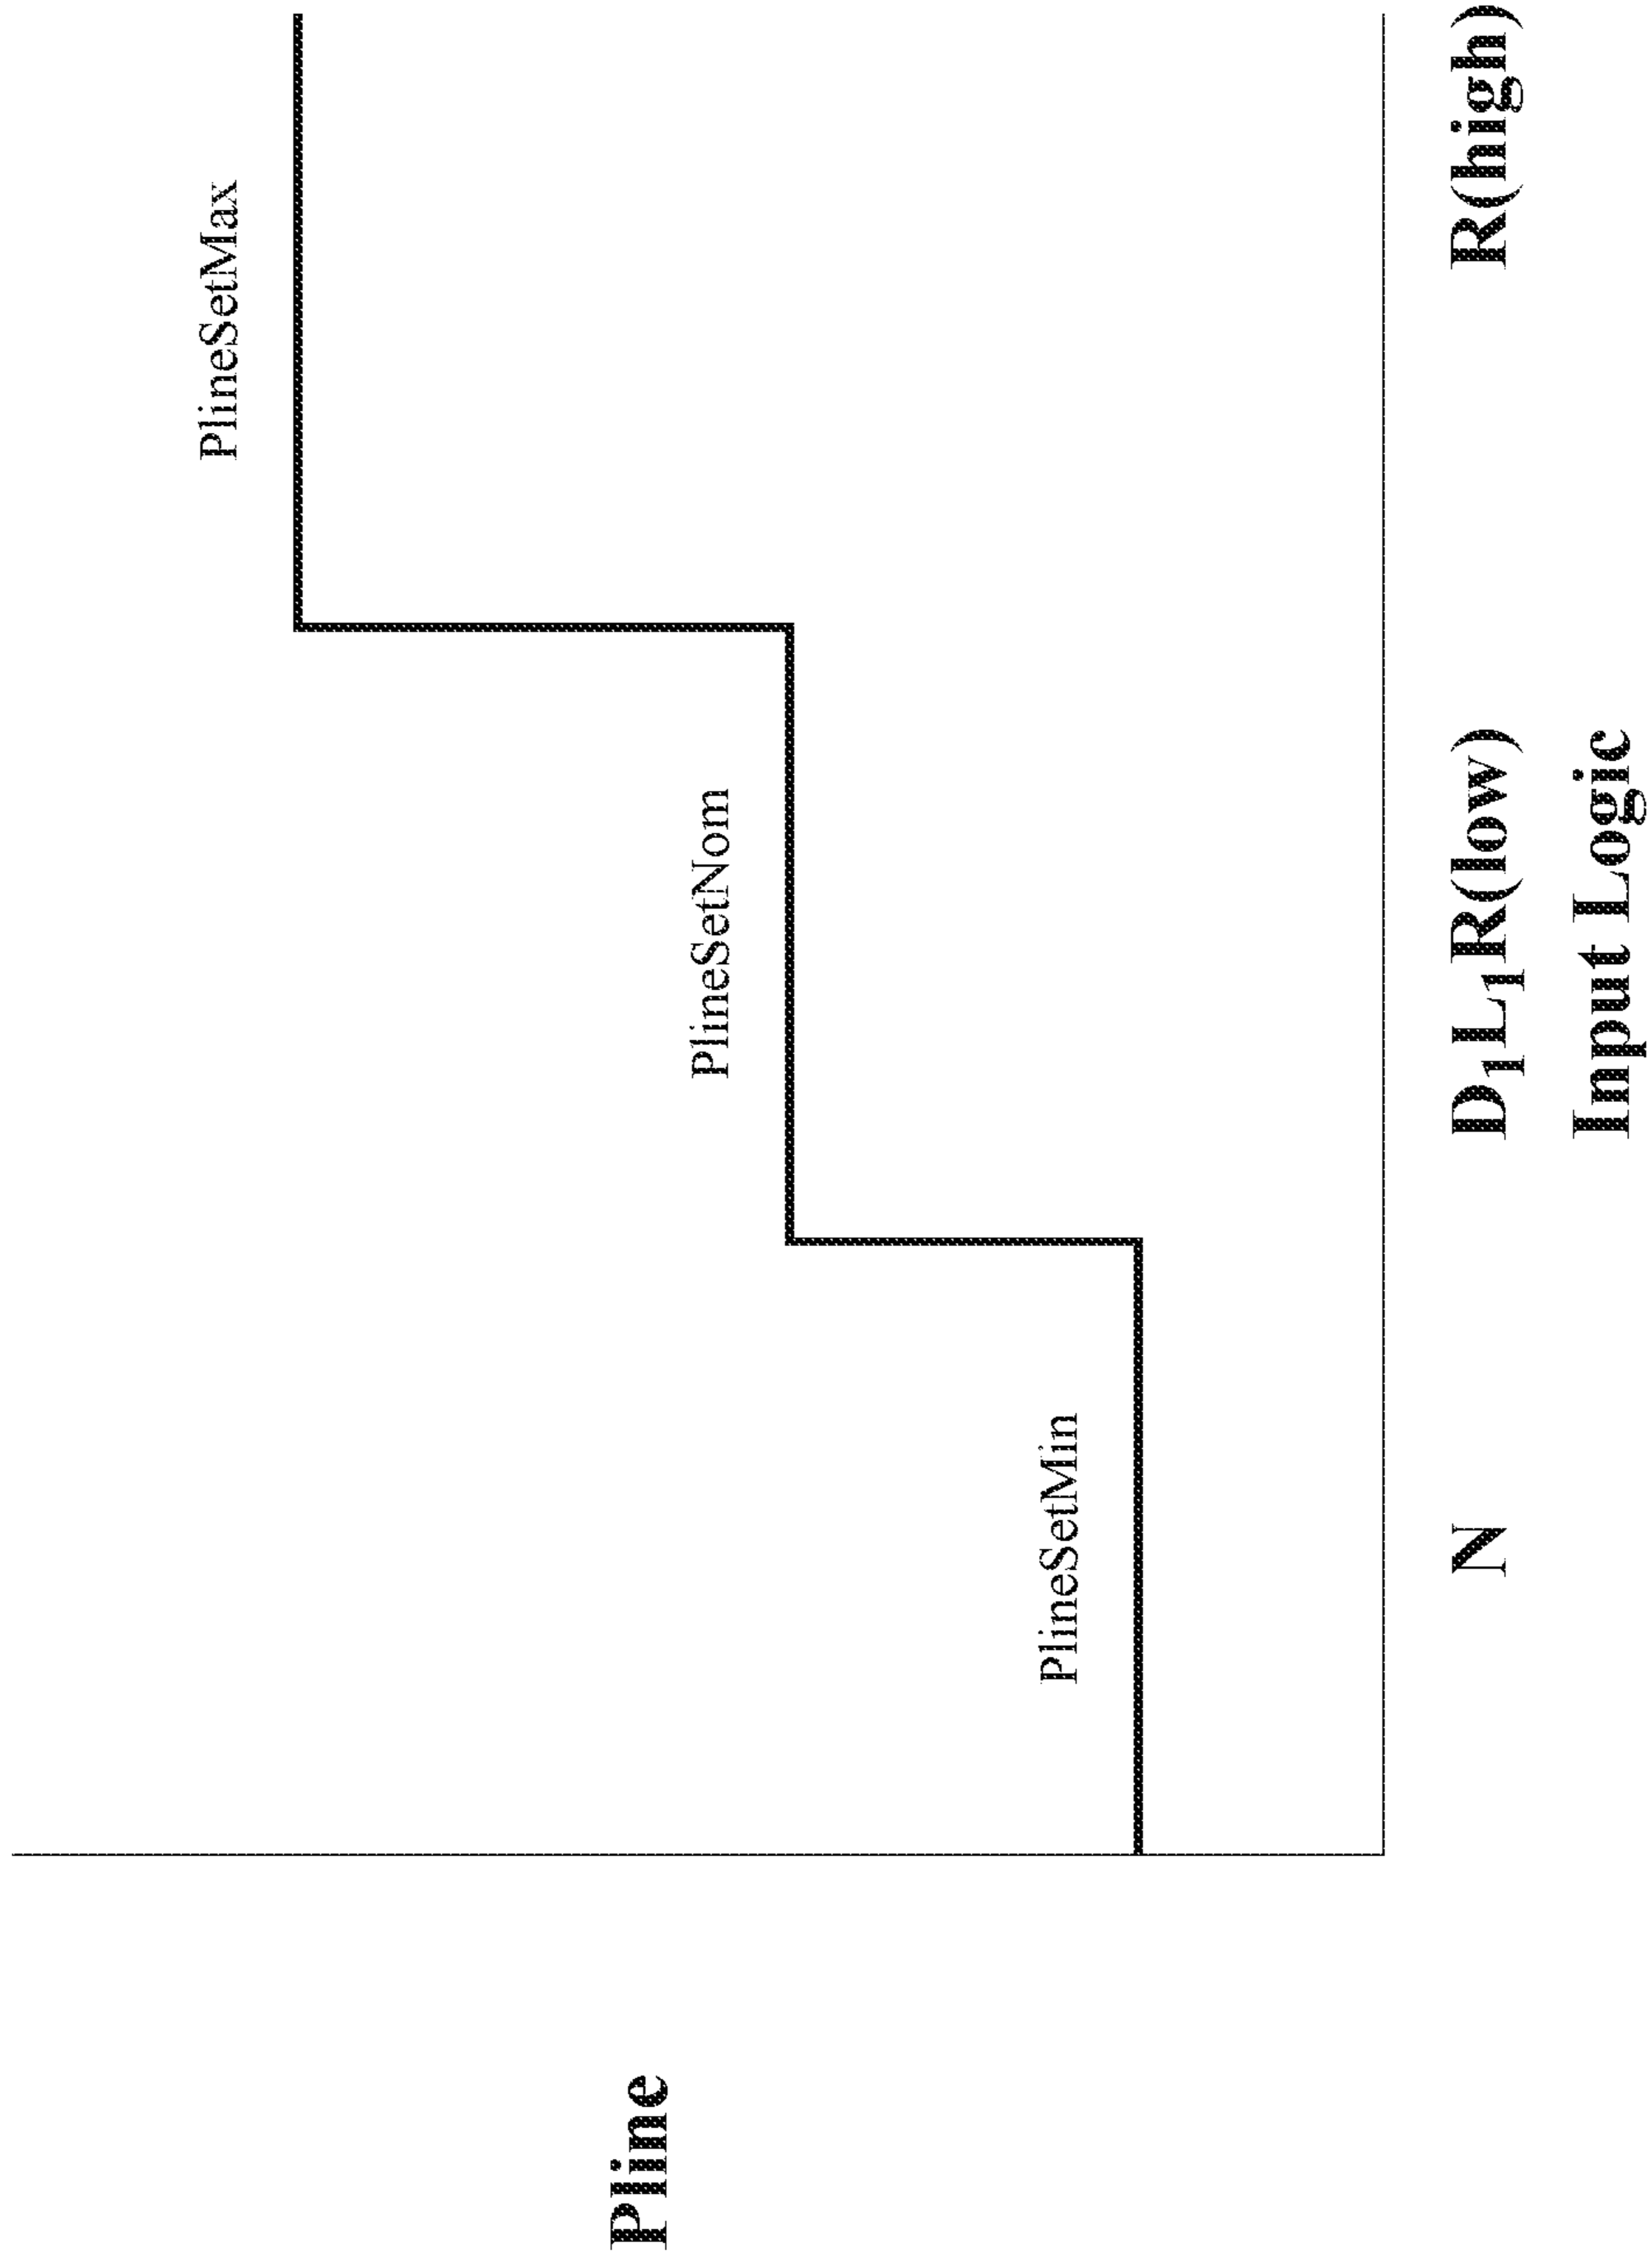 PlineSetMax
PlineSetNom
Pline
PlineSetMin
N D₁L₁R(low) R(high)
Input Logic